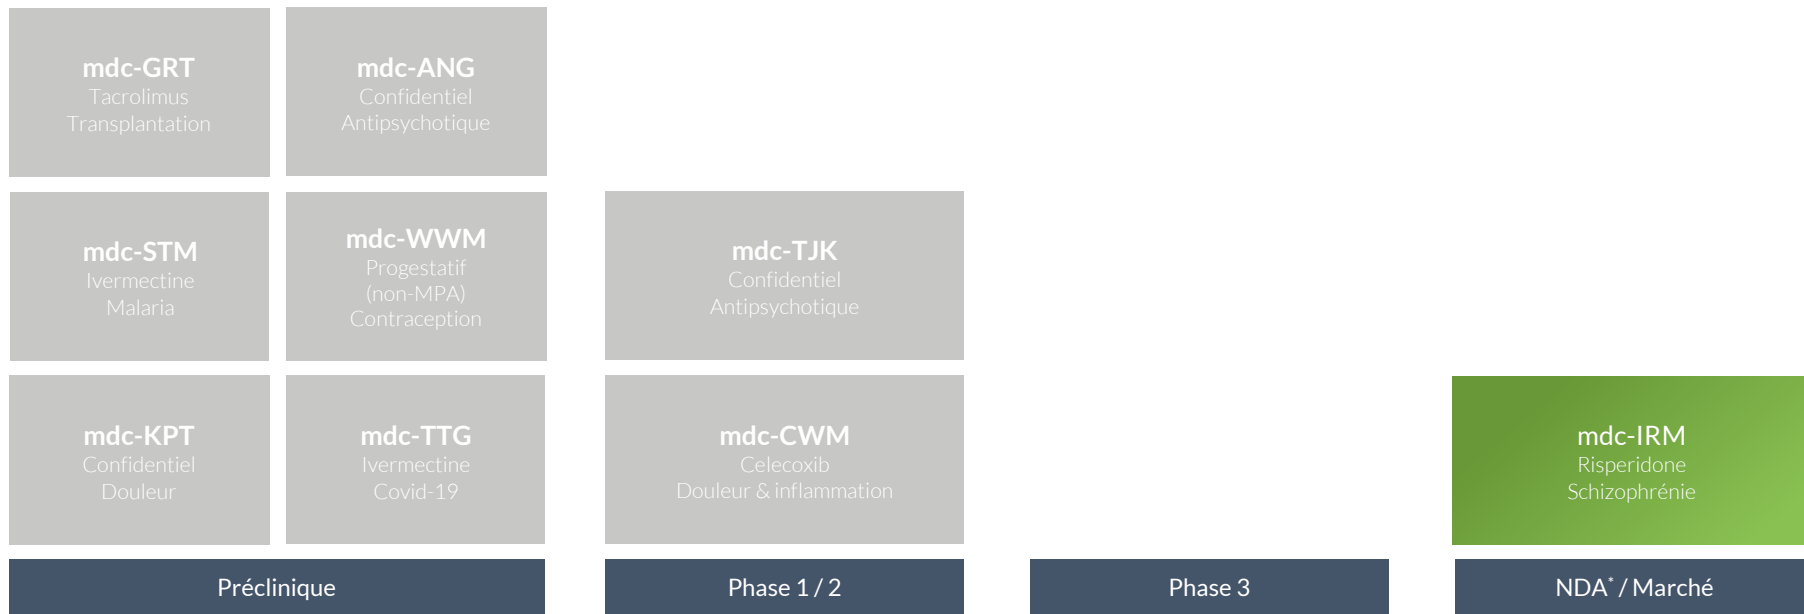 mdc-GRT
Tacrolimus
Transplantation
mdc-ANG
Confidentiel
Antipsychotique
mdc-STM
Ivermectine
Malaria
mdc-WWM
Progestatif
(non-MPA)
Contraception
mdc-TJK
Confidentiel
Antipsychotique
mdc-KPT
Confidentiel
Douleur
mdc-TTG
Ivermectine
Covid-19
mdc-CWM
Celecoxib
Douleur & inflammation
mdc-IRM
Risperidone
Schizophrénie
Préclinique
Phase 1 / 2
Phase 3
NDA* / Marché